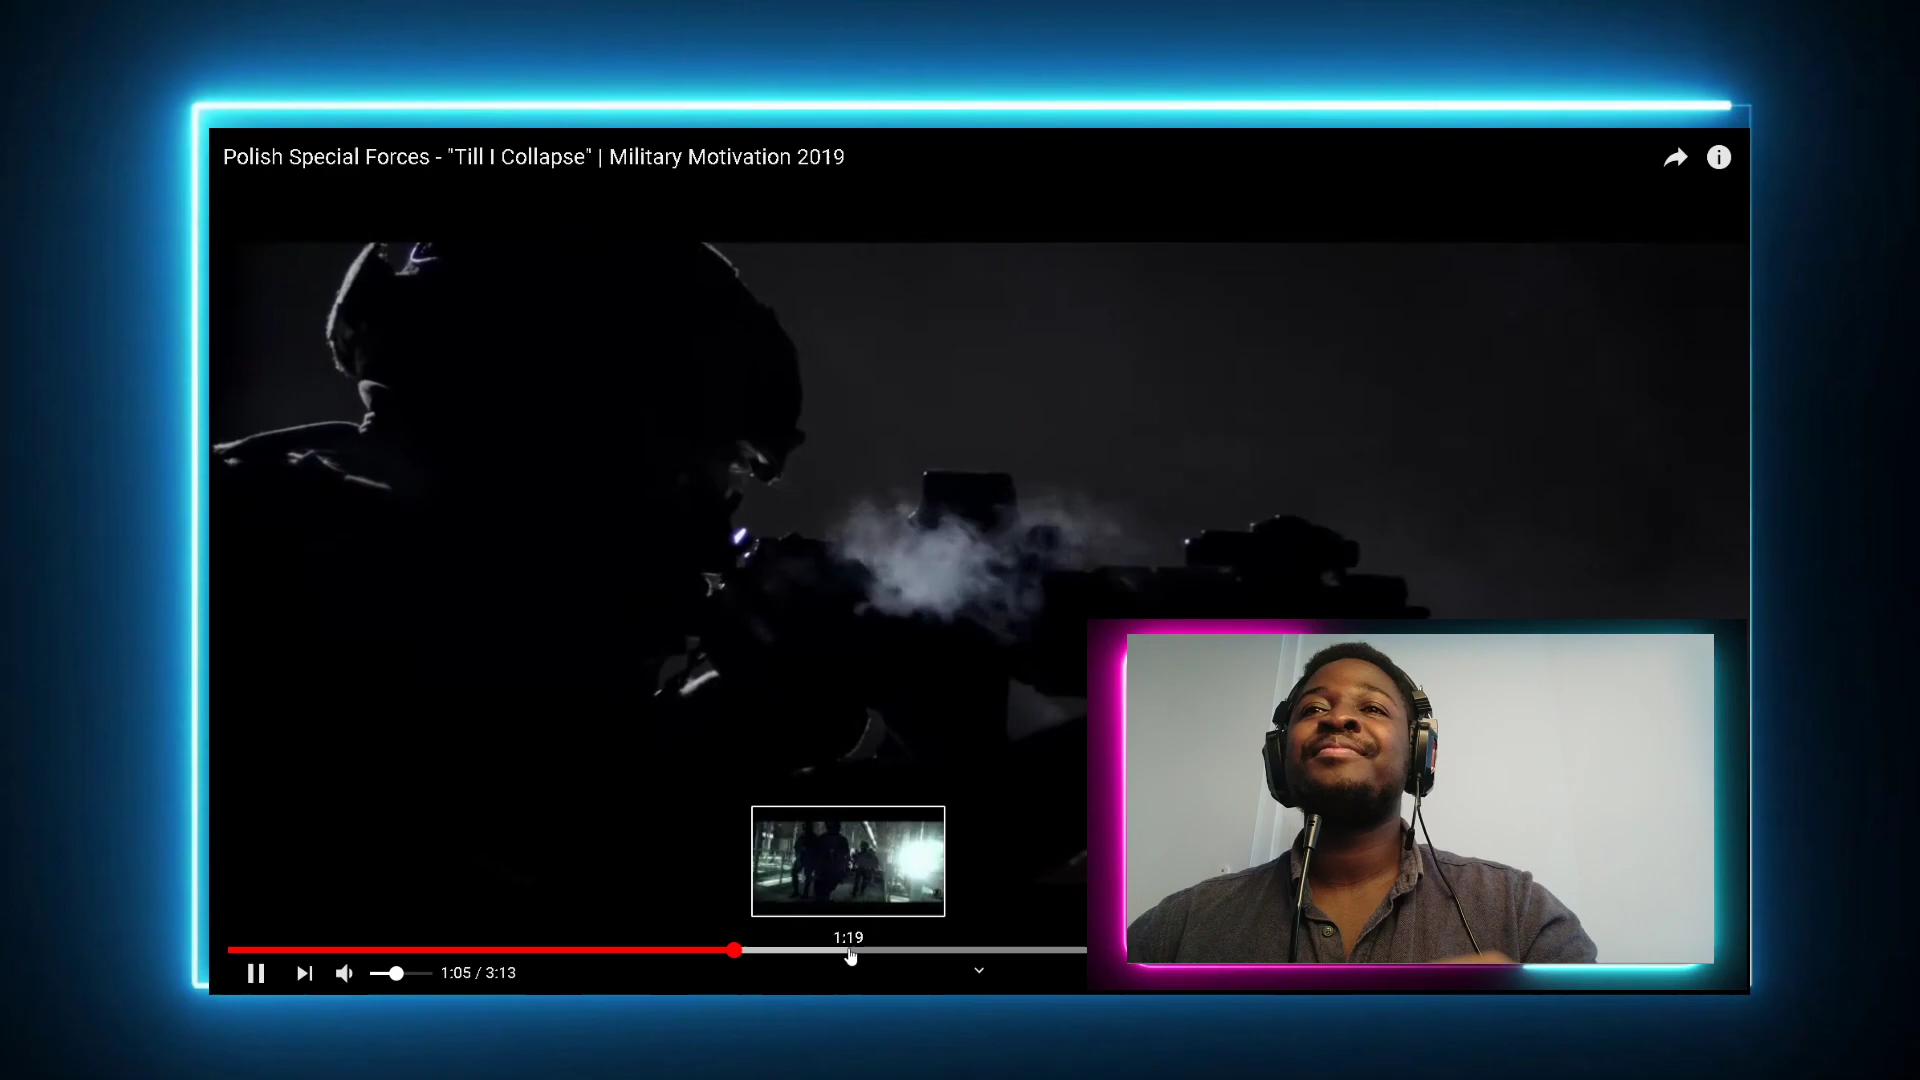 Polish Special Forces - "Till I Collapse" | Military Motivation 2019
1:19
1:05 / 3:13